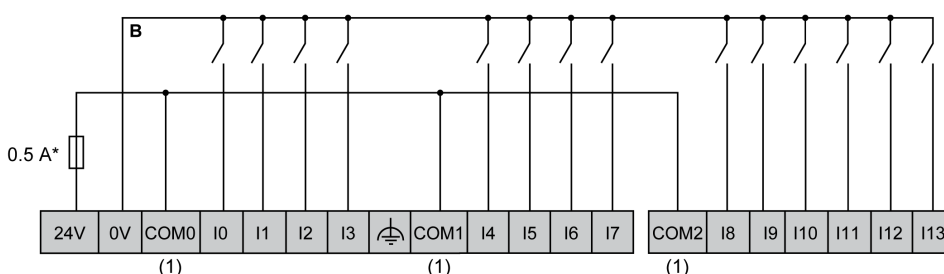 B
0.5 A*
24V 0V COM0 I0 I1 I2 I3 COM1 I4 I5 I6 I7 COM2 I8 I9 I10 I11 I12 I13
(1) (1) (1)